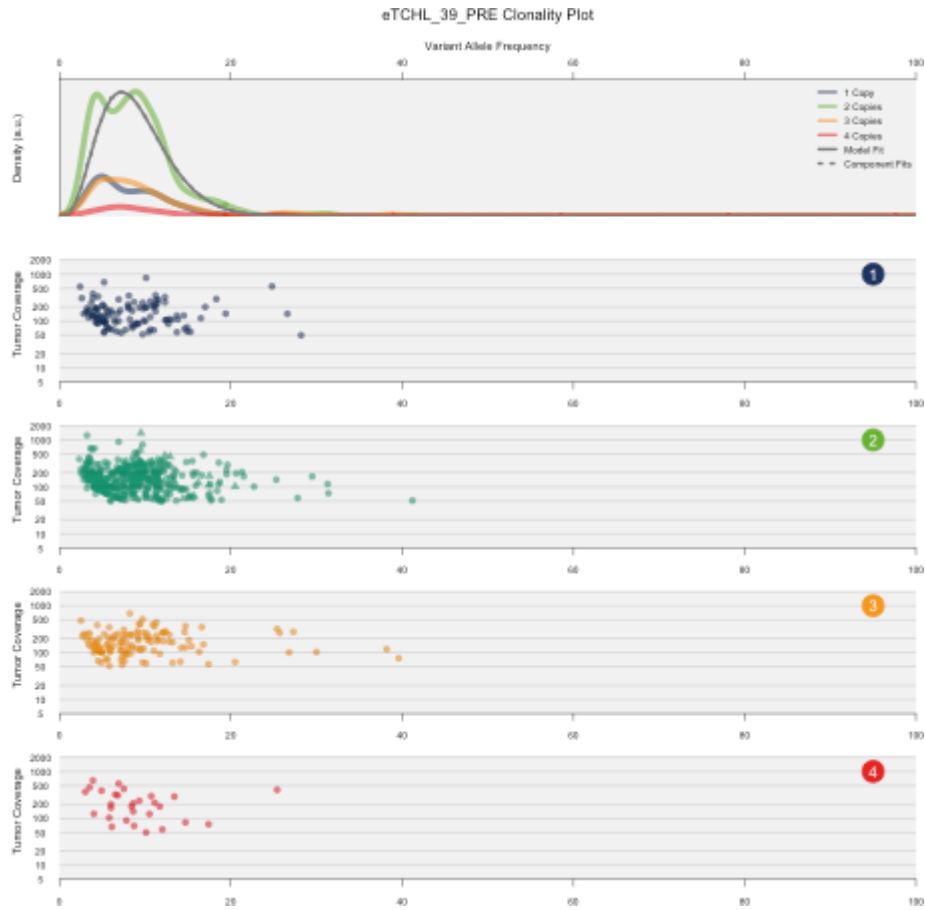 eTCHL_39_PRE Clonality Plot
Variant Allele Frequency
0 20 40 60 80 100
Density (a.u.)
1 Copy
2 Copies
3 Copies
4 Copies
Model Fit
Component Fits
Tumor Coverage
2000
1000
500
200
100
50
20
10
5
1
0 20 40 60 80 100
Tumor Coverage
2000
1000
500
200
100
50
20
10
5
2
0 20 40 60 80 100
Tumor Coverage
2000
1000
500
200
100
50
20
10
5
3
0 20 40 60 80 100
Tumor Coverage
2000
1000
500
200
100
50
20
10
5
4
0 20 40 60 80 100